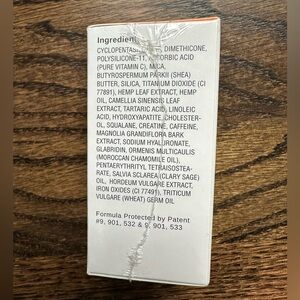 Ingredien
CYCLOPENTAS DIMETHICONE,
POLYSILICONE-11, ASCORBIC ACID
(PURE VITAMIN C), MICA,
BUTYROSPERMUM PARKII (SHEA)
BUTTER, SILICA, TITANIUM DIOXIDE (CI
77891), HEMP LEAF EXTRACT, HEMP
OIL, CAMELLIA SINENSIS LEAF
EXTRACT, TARTARIC ACID, LINOLEIC
ACID, HYDROXYAPATITE, CHOLESTER-
OL, SQUALANE, CREATINE, CAFFEINE,
MAGNOLIA GRANDIFLORA BARK
EXTRACT, SODIUM HYALURONATE,
GLABRIDIN, ORMENIS MULTICAULIS
(MOROCCAN CHAMOMILE OIL),
PENTAERYTHRITYL TETRAISOSTEA-
RATE, SALVIA SCLAREA (CLARY SAGE)
OIL, HORDEUM VULGARE EXTRACT,
IRON OXIDES (CI 77491), TRITICUM
VULGARE (WHEAT) GERM OIL
Formula Protected by Patent
#9, 901, 532 & 9, 901, 533